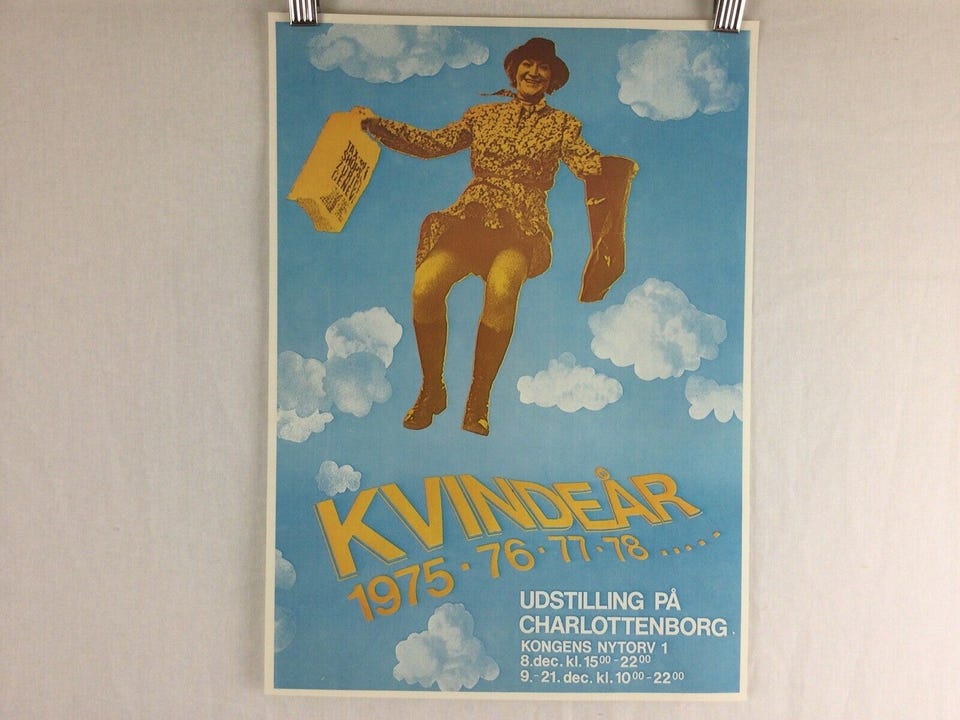 KVINDEÅR
1975 · 76 · 77 · 78 .....
UDSTILLING PÅ
CHARLOTTENBORG.
KONGENS NYTORV 1
8.dec. kl. 15⁰⁰-22⁰⁰
9.-21. dec. kl. 10⁰⁰-22⁰⁰